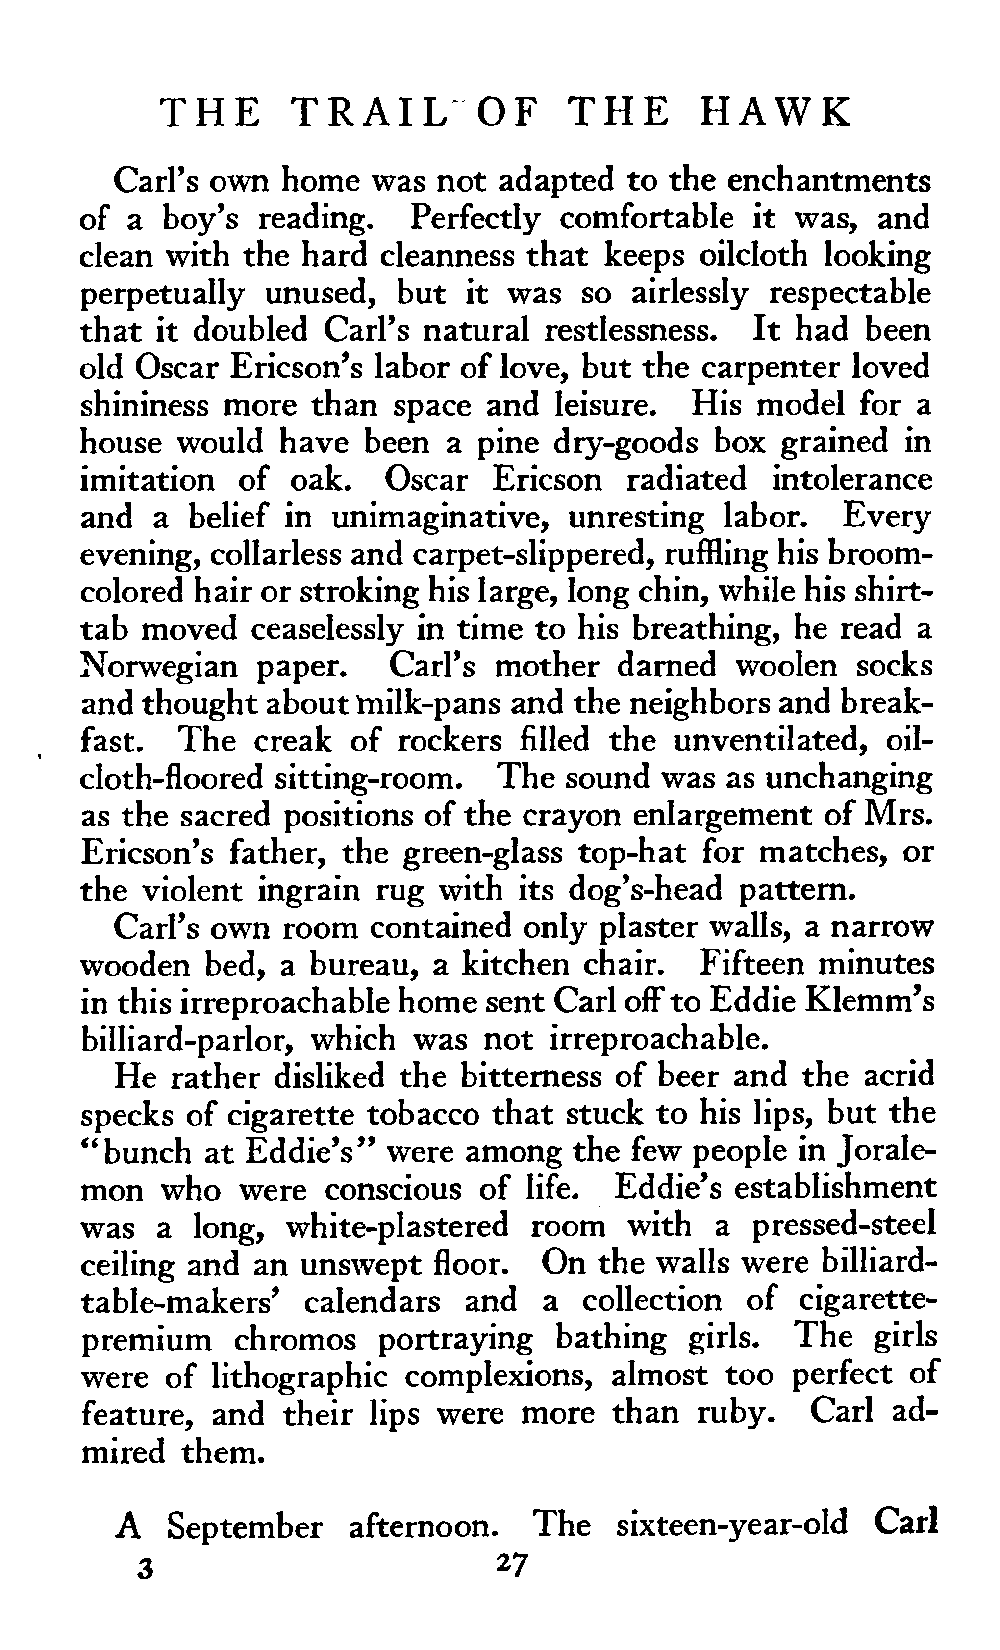 THE TRAIL OF THE HAWK
Carl's own home was not adapted to the enchantments
of a boy's reading. Perfectly comfortable it was, and
clean with the hard cleanness that keeps oilcloth looking
perpetually unused, but it was so airlessly respectable
that it doubled Carl's natural restlessness. It had been
old Oscar Ericson's labor of love, but the carpenter loved
shininess more than space and leisure. His model for a
house would have been a pine dry-goods box grained in
imitation of oak. Oscar Ericson radiated intolerance
and a belief in unimaginative, unresting labor. Every
evening, collarless and carpet-slippered, ruffling his broom-
colored hair or stroking his large, long chin, while his shirt-
tab moved ceaselessly in time to his breathing, he read a
Norwegian paper. Carl's mother darned woolen socks
and thought about milk-pans and the neighbors and break-
fast. The creak of rockers filled the unventilated, oil-
cloth-floored sitting-room. The sound was as unchanging
as the sacred positions of the crayon enlargement of Mrs.
Ericson's father, the green-glass top-hat for matches, or
the violent ingrain rug with its dog's-head pattern.
Carl's own room contained only plaster walls, a narrow
wooden bed, a bureau, a kitchen chair. Fifteen minutes
in this irreproachable home sent Carl off to Eddie Klemm's
billiard-parlor, which was not irreproachable.
He rather disliked the bitterness of beer and the acrid
specks of cigarette tobacco that stuck to his lips, but the
"bunch at Eddie's" were among the few people in Jorale-
mon who were conscious of life. Eddie's establishment
was a long, white-plastered room with a pressed-steel
ceiling and an unswept floor. On the walls were billiard-
table-makers' calendars and a collection of cigarette-
premium chromos portraying bathing girls. The girls
were of lithographic complexions, almost too perfect of
feature, and their lips were more than ruby. Carl ad-
mired them.
A September afternoon. The sixteen-year-old Carl
3 27